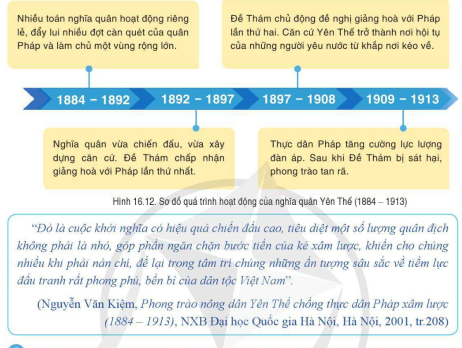 Nhiều toán nghĩa quân hoạt động riêng
lẻ, đẩy lui nhiều đợt càn quét của quân
Pháp và làm chủ một vùng rộng lớn.
Đề Thám chủ động đề nghị giảng hoà với Pháp
lần thứ hai. Căn cứ Yên Thế trở thành nơi hội tụ
của những người yêu nước từ khắp nơi kéo về.
1884 – 1892
1892 – 1897
1897 – 1908
1909 – 1913
Nghĩa quân vừa chiến đấu, vừa xây
dựng căn cứ. Đề Thám chấp nhận
giảng hoà với Pháp lần thứ nhất.
Thực dân Pháp tăng cường lực lượng
đàn áp. Sau khi Đề Thám bị sát hại,
phong trào tan rã.
Hình 16.12. Sơ đồ quá trình hoạt động của nghĩa quân Yên Thế (1884 – 1913)
“Đó là cuộc khởi nghĩa có hiệu quả chiến đấu cao, tiêu diệt một số lượng quân địch
không phải là nhỏ, góp phần ngăn chặn bước tiến của kẻ xâm lược, khiến cho chúng
nhiều khi phải nản chí, để lại trong tâm trí chúng những ấn tượng sâu sắc về tiềm lực
đấu tranh rất phong phú, bền bỉ của dân tộc Việt Nam”.
(Nguyễn Văn Kiệm, Phong trào nông dân Yên Thế chống thực dân Pháp xâm lược
(1884 – 1913), NXB Đại học Quốc gia Hà Nội, Hà Nội, 2001, tr.208)